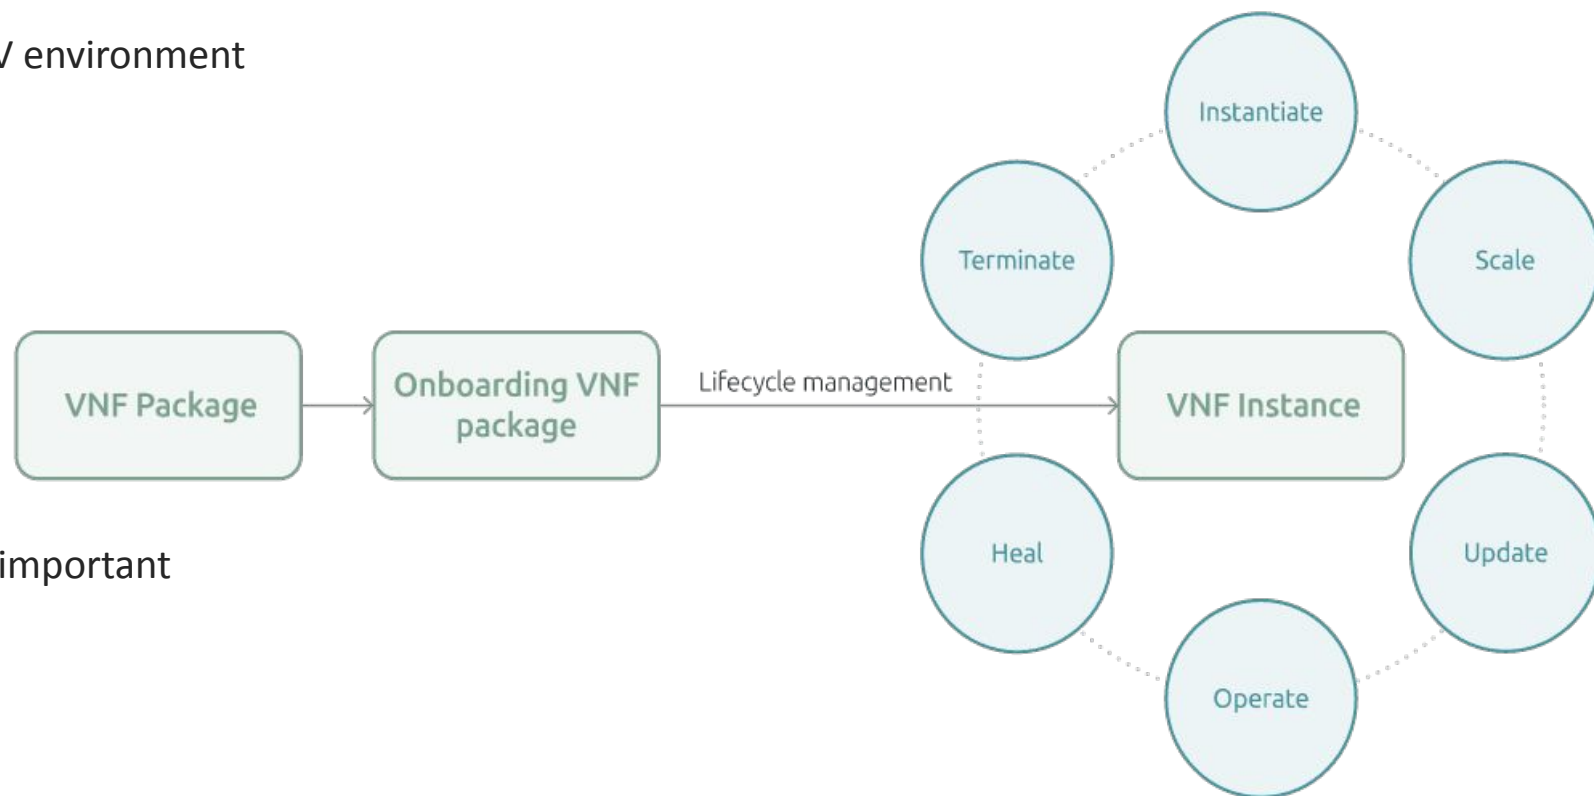 V environment
Instantiate
Terminate
Scale
VNF Package
Onboarding VNF
package
Lifecycle management
VNF Instance
Heal
Update
important
Operate